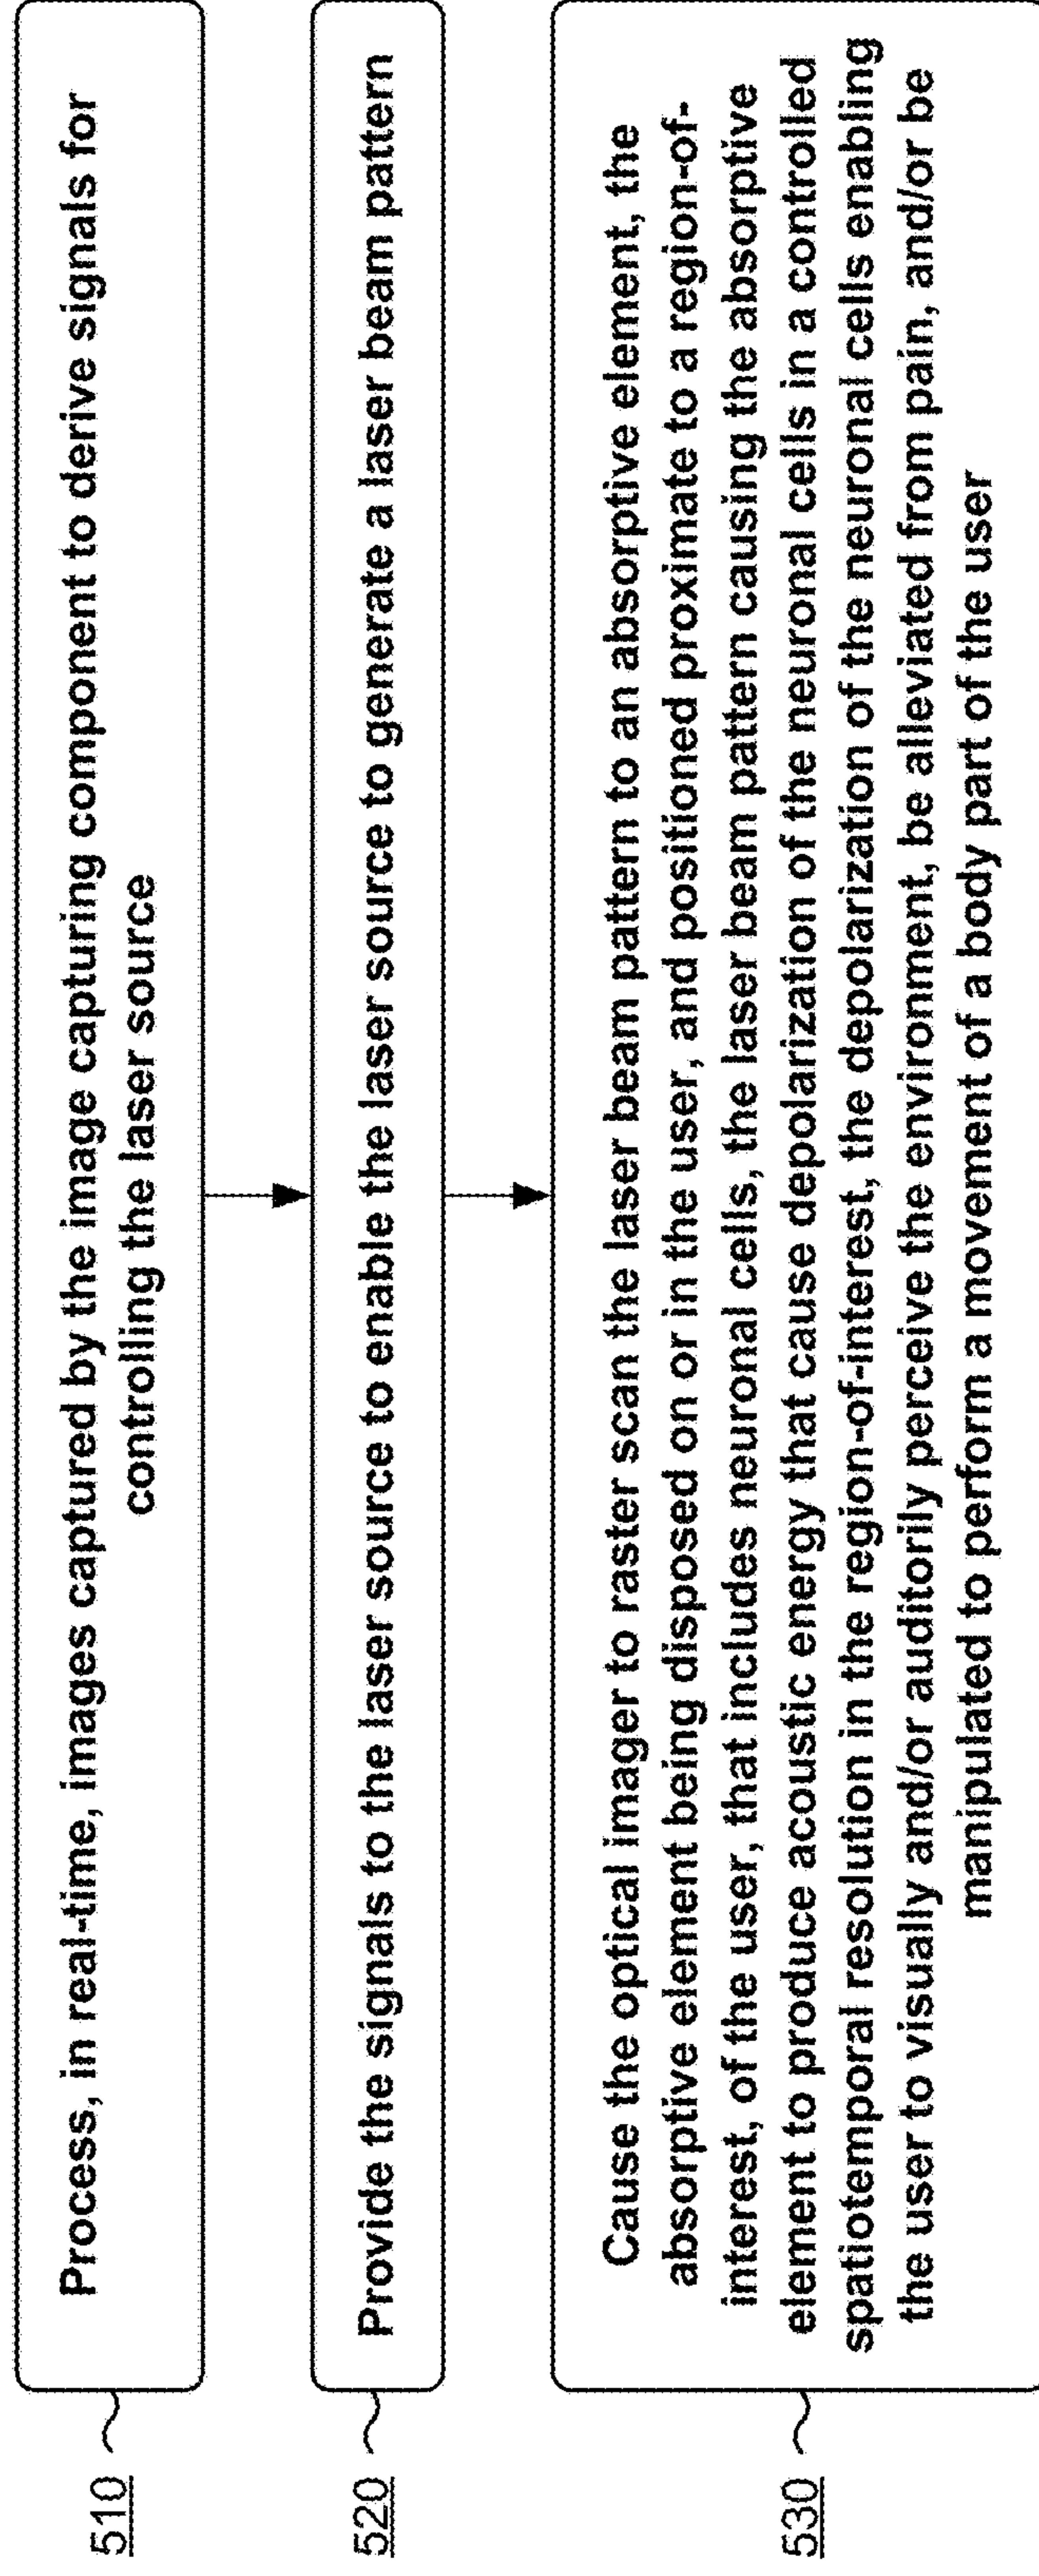 510
Process, in real-time, images captured by the image capturing component to derive signals for
controlling the laser source
520
Provide the signals to the laser source to enable the laser source to generate a laser beam pattern
530
Cause the optical imager to raster scan the laser beam pattern to an absorptive element, the
absorptive element being disposed on or in the user, and positioned proximate to a region-of-
interest, of the user, that includes neuronal cells, the laser beam pattern causing the absorptive
element to produce acoustic energy that cause depolarization of the neuronal cells in a controlled
spatiotemporal resolution in the region-of-interest, the depolarization of the neuronal cells enabling
the user to visually and/or auditorily perceive the environment, be alleviated from pain, and/or be
manipulated to perform a movement of a body part of the user